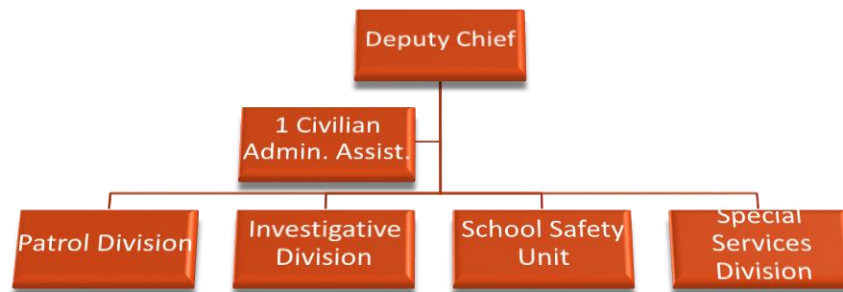 Deputy Chief
1 Civilian
Admin. Assist.
Patrol Division
Investigative
Division
School Safety
Unit
Special
Services
Division